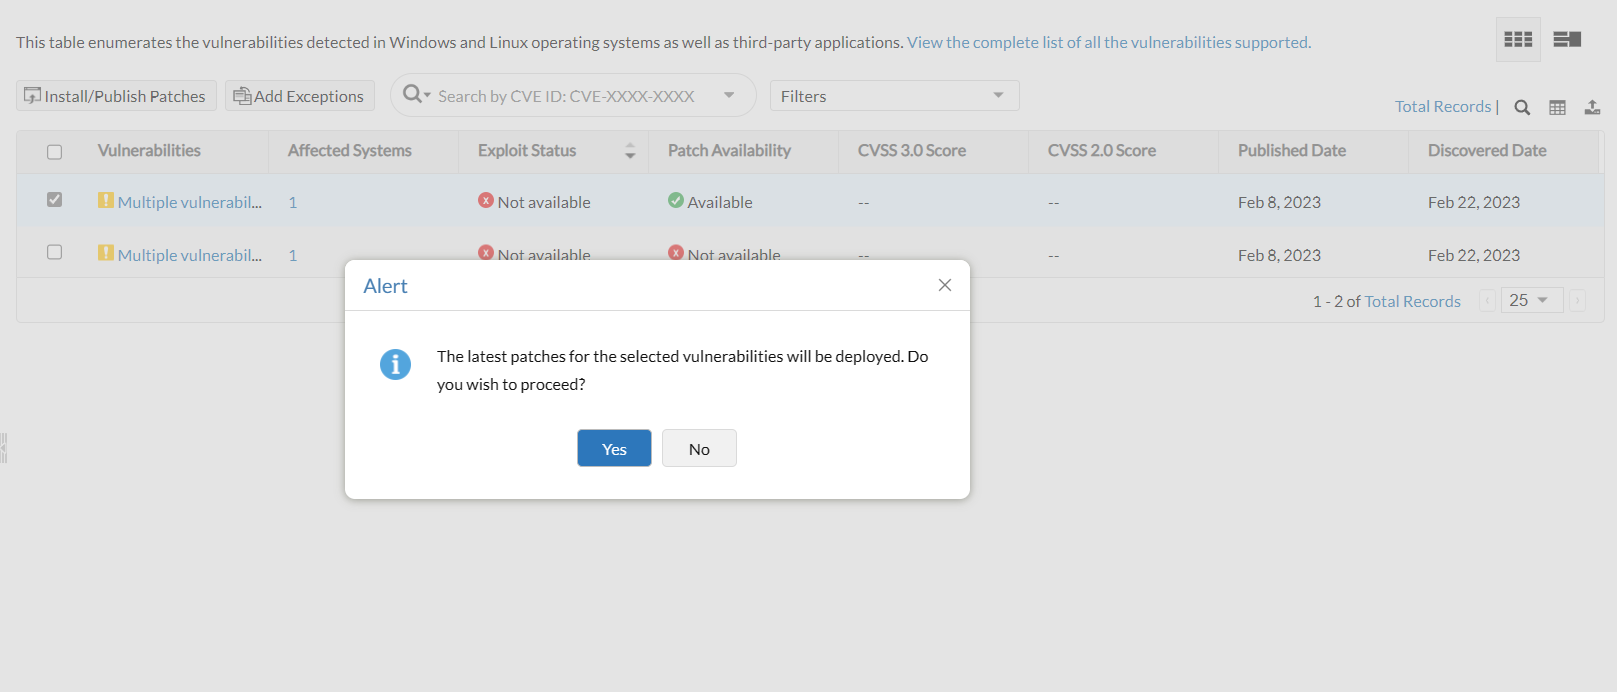 This table enumerates the vulnerabilities detected in Windows and Linux operating systems as well as third-party applications. View the complete list of all the vulnerabilities supported.
Install/Publish Patches Add Exceptions Search by CVE ID: CVE-XXXX-XXXX Filters
Total Records |
Vulnerabilities Affected Systems Exploit Status Patch Availability CVSS 3.0 Score CVSS 2.0 Score Published Date Discovered Date
Multiple vulnerabil... 1 Not available Available -- -- Feb 8, 2023 Feb 22, 2023
Multiple vulnerabil... 1 Not available Not available -- -- Feb 8, 2023 Feb 22, 2023
1 - 2 of Total Records 25
Alert
The latest patches for the selected vulnerabilities will be deployed. Do
you wish to proceed?
Yes No